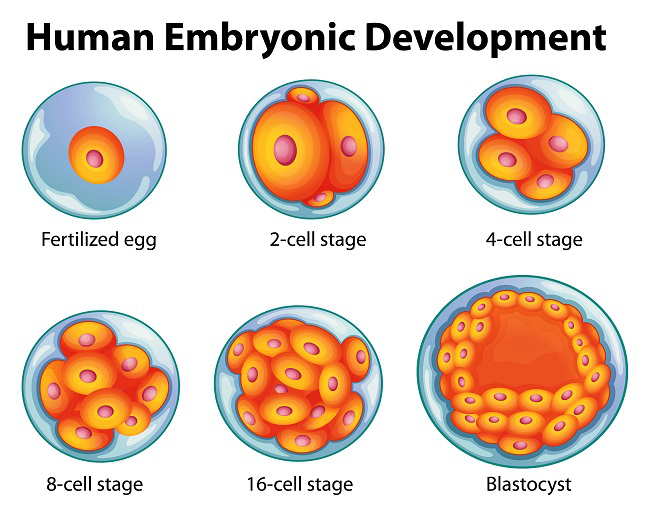 Human Embryonic Development
Fertilized egg
2-cell stage
4-cell stage
8-cell stage
16-cell stage
Blastocyst